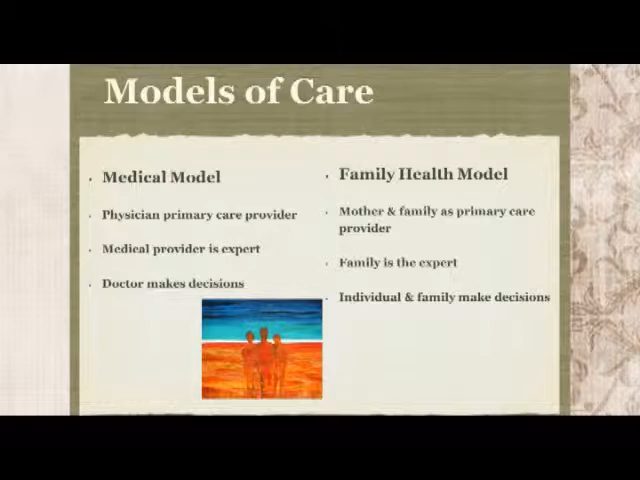 Models of Care
Medical Model
Physician primary care provider
Medical provider is expert
Doctor makes decisions
Family Health Model
Mother & family as primary care
provider
Family is the expert
Individual & family make decisions